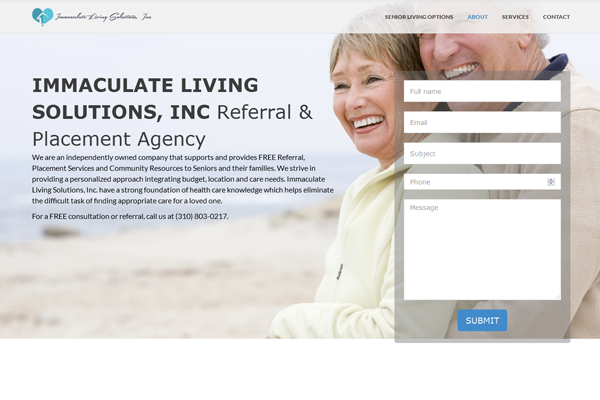 Immaculate Living Solutions, Inc
SENIOR LIVING OPTIONS ABOUT SERVICES CONTACT
IMMACULATE LIVING
SOLUTIONS, INC Referral &
Placement Agency
We are an independently owned company that supports and provides FREE Referral,
Placement Services and Community Resources to Seniors and their families. We strive in
providing a personalized approach integrating budget, location and care needs. Immaculate
Living Solutions, Inc. have a strong foundation of health care knowledge which helps eliminate
the difficult task of finding appropriate care for a loved one.
For a FREE consultation or referral, call us at (310) 803-0217.
Full name
Email
Subject
Phone
Message
SUBMIT